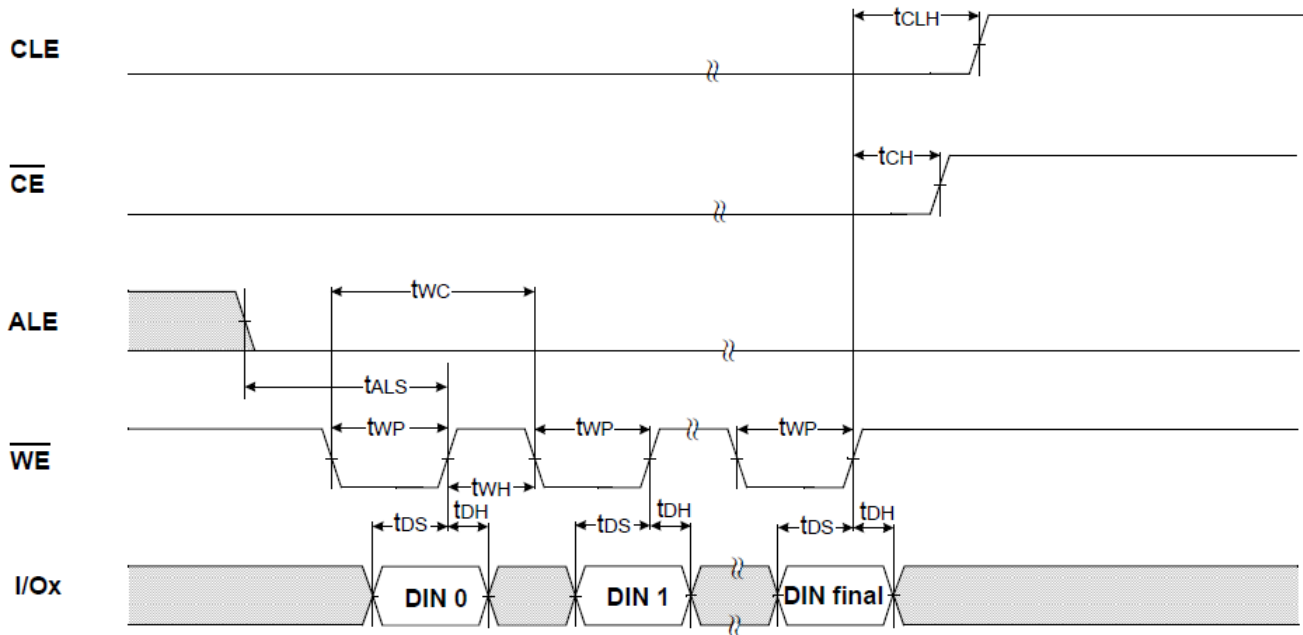 CLE
tCLH
CE
tCH
ALE
tWC
tALS
WE
tWP
tWP
tWP
tWH
tDS
tDH
tDS
tDH
tDS
tDH
I/Ox
DIN 0
DIN 1
DIN final